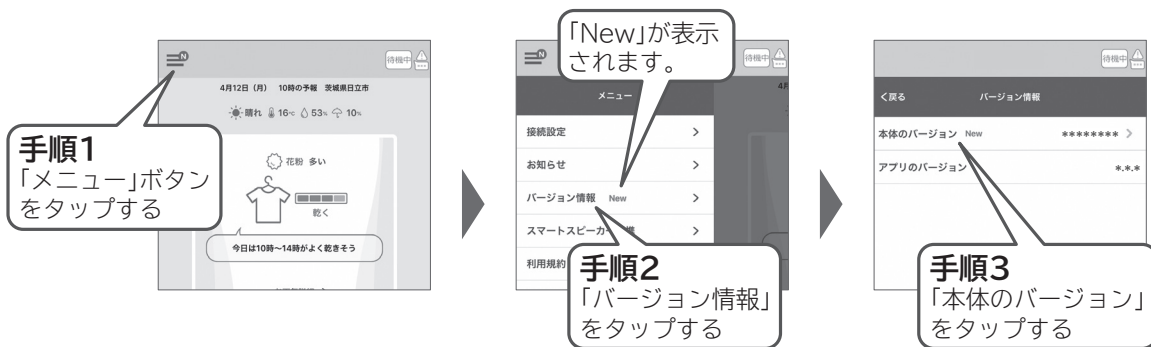 N
待機中
4月12日（月） 10時の予報 茨城県日立市
晴れ 16℃ 53% 10%
花粉 多い
乾く
今日は10時〜14時がよく乾きそう
手順1
「メニュー」ボタン
をタップする
「New」が表示
されます。
待機中
メニュー
接続設定
お知らせ
バージョン情報 New
スマートスピーカー
利用規約
手順2
「バージョン情報」
をタップする
待機中
＜戻る バージョン情報
本体のバージョン New ******** >
アプリのバージョン *.*.*
手順3
「本体のバージョン」
をタップする